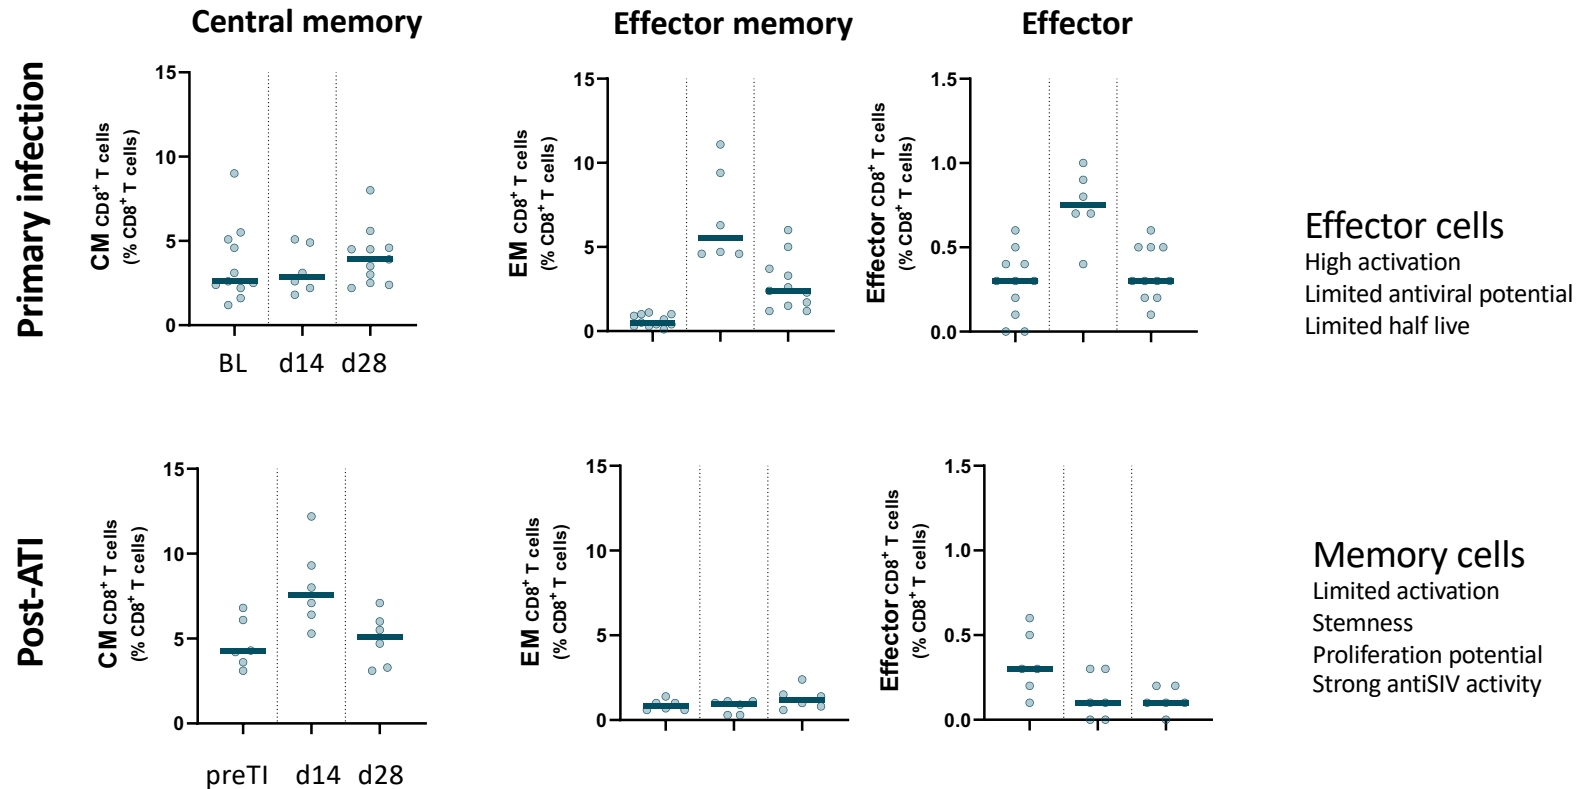 Central memory
Effector memory
Effector
Primary infection
CM CD8+ T cells
(% CD8+ T cells)
15
10
5
0
BL
d14
d28
EM CD8+ T cells
(% CD8+ T cells)
15
10
5
0
Effector CD8+ T cells
(% CD8+ T cells)
1.5
1.0
0.5
0.0
Effector cells
High activation
Limited antiviral potential
Limited half live
Post-ATI
CM CD8+ T cells
(% CD8+ T cells)
15
10
5
0
preTI
d14
d28
EM CD8+ T cells
(% CD8+ T cells)
15
10
5
0
Effector CD8+ T cells
(% CD8+ T cells)
1.5
1.0
0.5
0.0
Memory cells
Limited activation
Stemness
Proliferation potential
Strong antiSIV activity